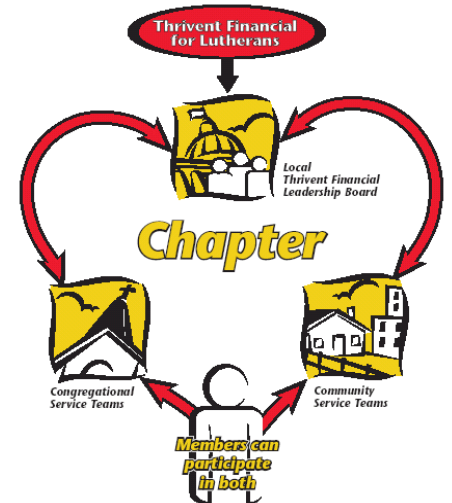 Thrivent Financial
for Lutherans
Local
Thrivent Financial
Leadership Board
Chapter
Congregational
Service Teams
Community
Service Teams
Members can
participate
in both